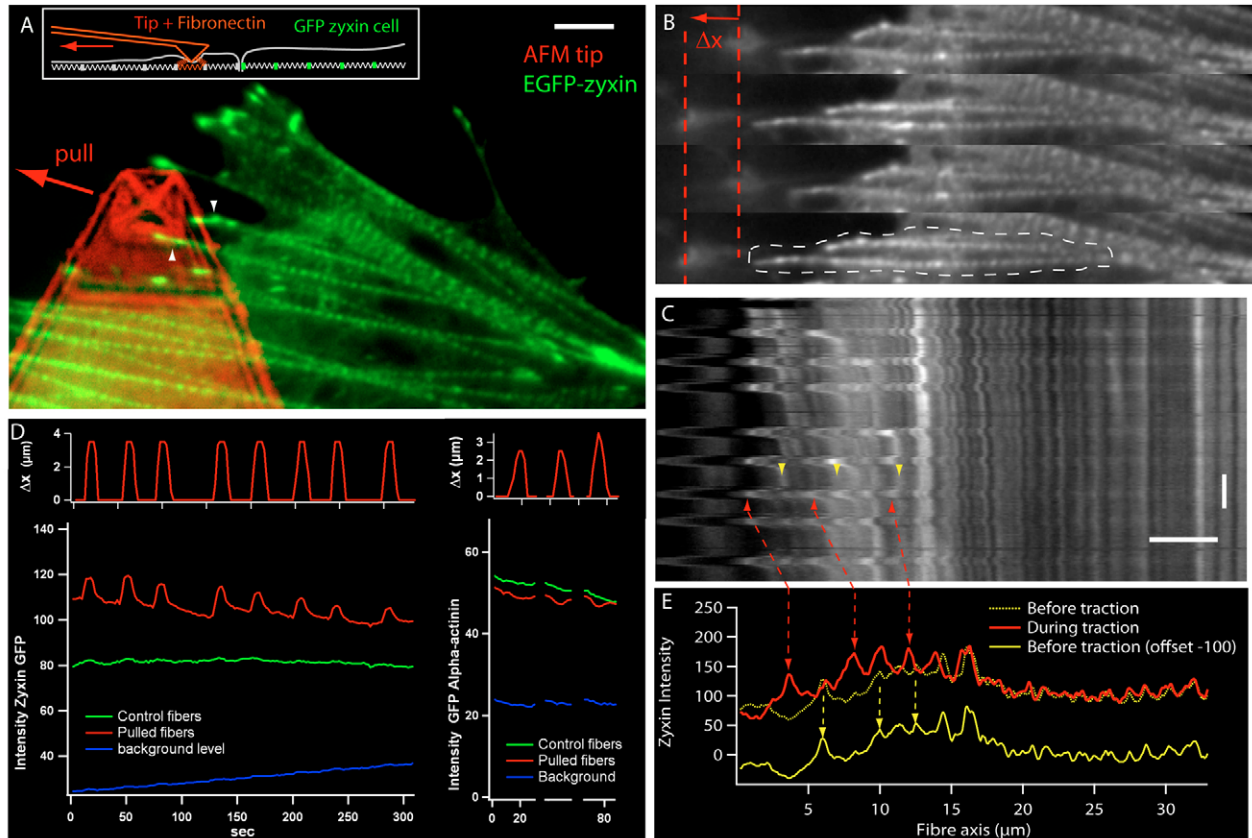 A
Tip + Fibronectin
GFP zyxin cell
AFM tip
EGFP-zyxin
pull
B
Δx
C
D
4
2
0
Δx (µm)
3
2
1
0
Δx (µm)
140
120
100
80
60
40
Intensity Zyxin GFP
Control fibers
Pulled fibers
background level
0 50 100 150 200 250 300
sec
60
40
20
0
Intensity GFP Alpha-actinin
Control fibers
Pulled fibers
Background
20 80
E
250
200
150
100
50
0
Zyxin Intensity
Before traction
During traction
Before traction (offset -100)
5 10 15 20 25 30
Fibre axis (µm)